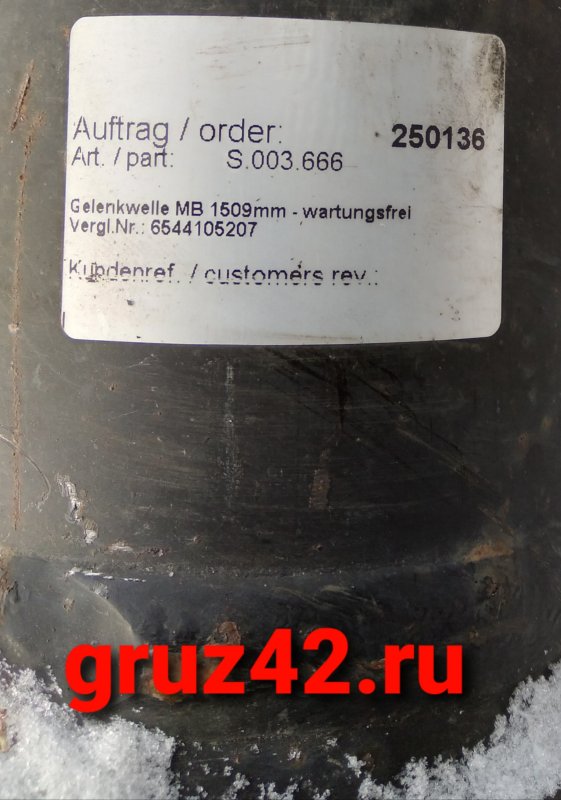 Auftrag / order: 250136
Art. / part: S.003.666
Gelenkwelle MB 1509mm - wartungsfrei
Vergl.Nr.: 6544105207
Kundenref. / customers rev.:
gruz42.ru